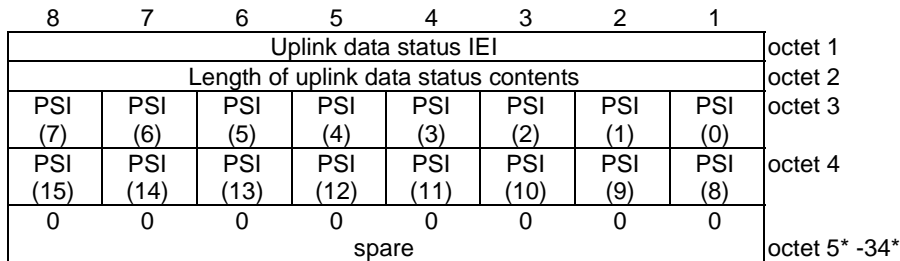 8 7 6 5 4 3 2 1
Uplink data status IEI octet 1
Length of uplink data status contents octet 2
PSI PSI PSI PSI PSI PSI PSI PSI octet 3
(7) (6) (5) (4) (3) (2) (1) (0)
PSI PSI PSI PSI PSI PSI PSI PSI octet 4
(15) (14) (13) (12) (11) (10) (9) (8)
0 0 0 0 0 0 0 0
spare octet 5* -34*